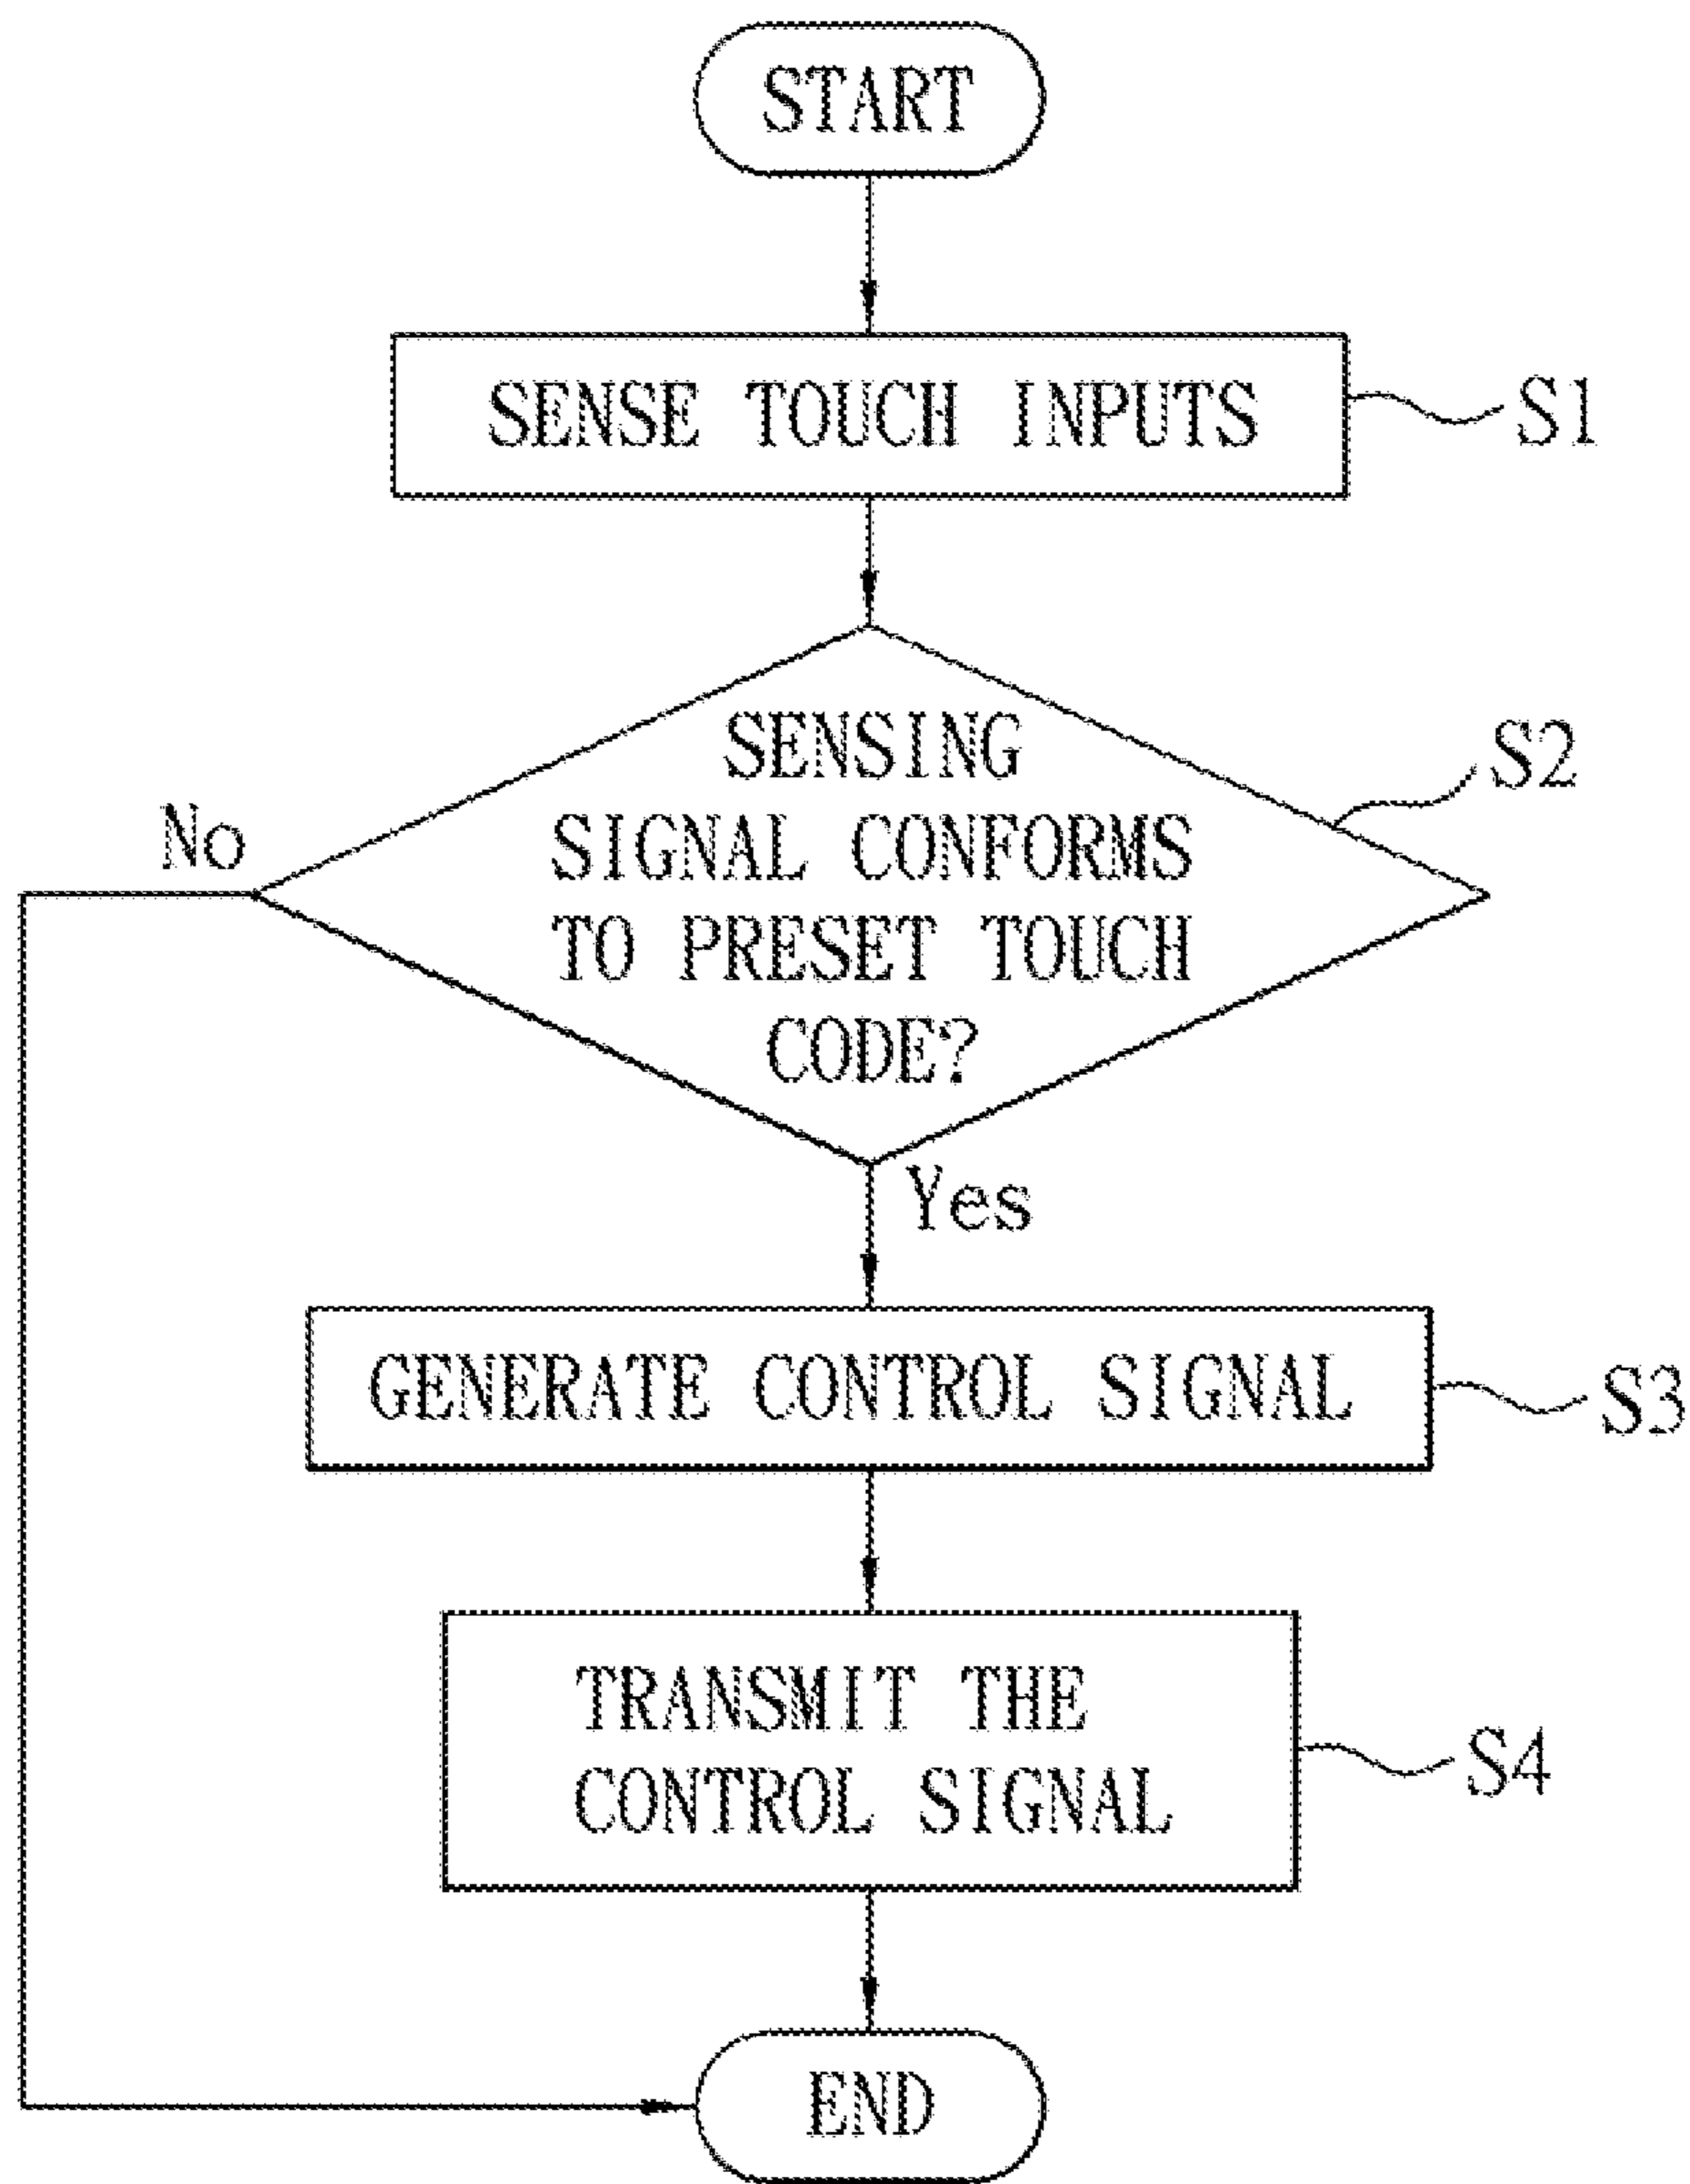 START
SENSE TOUCH INPUTS
S1
SENSING
SIGNAL CONFORMS
TO PRESET TOUCH
CODE?
S2
No
Yes
GENERATE CONTROL SIGNAL
S3
TRANSMIT THE
CONTROL SIGNAL
S4
END